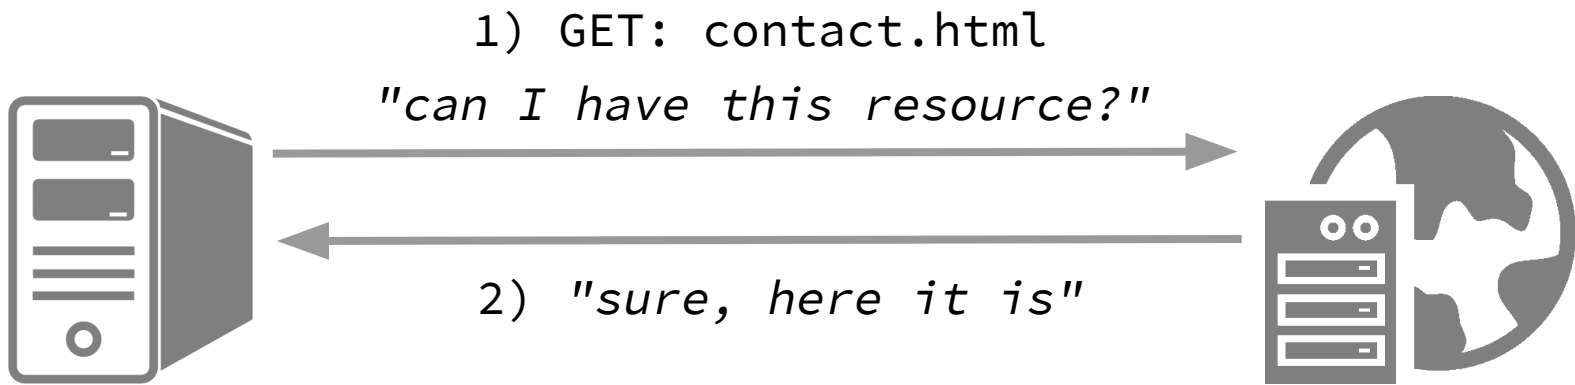 1) GET: contact.html
"can I have this resource?"
2) "sure, here it is"